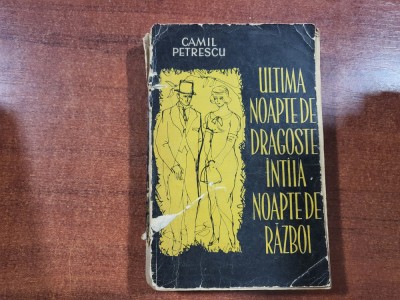 CAMIL
PETRESCU
ULTIMA
NOAPTE DE
DRAGOSTE
ÎNTÎIA
NOAPTE DE
RĂZBOI